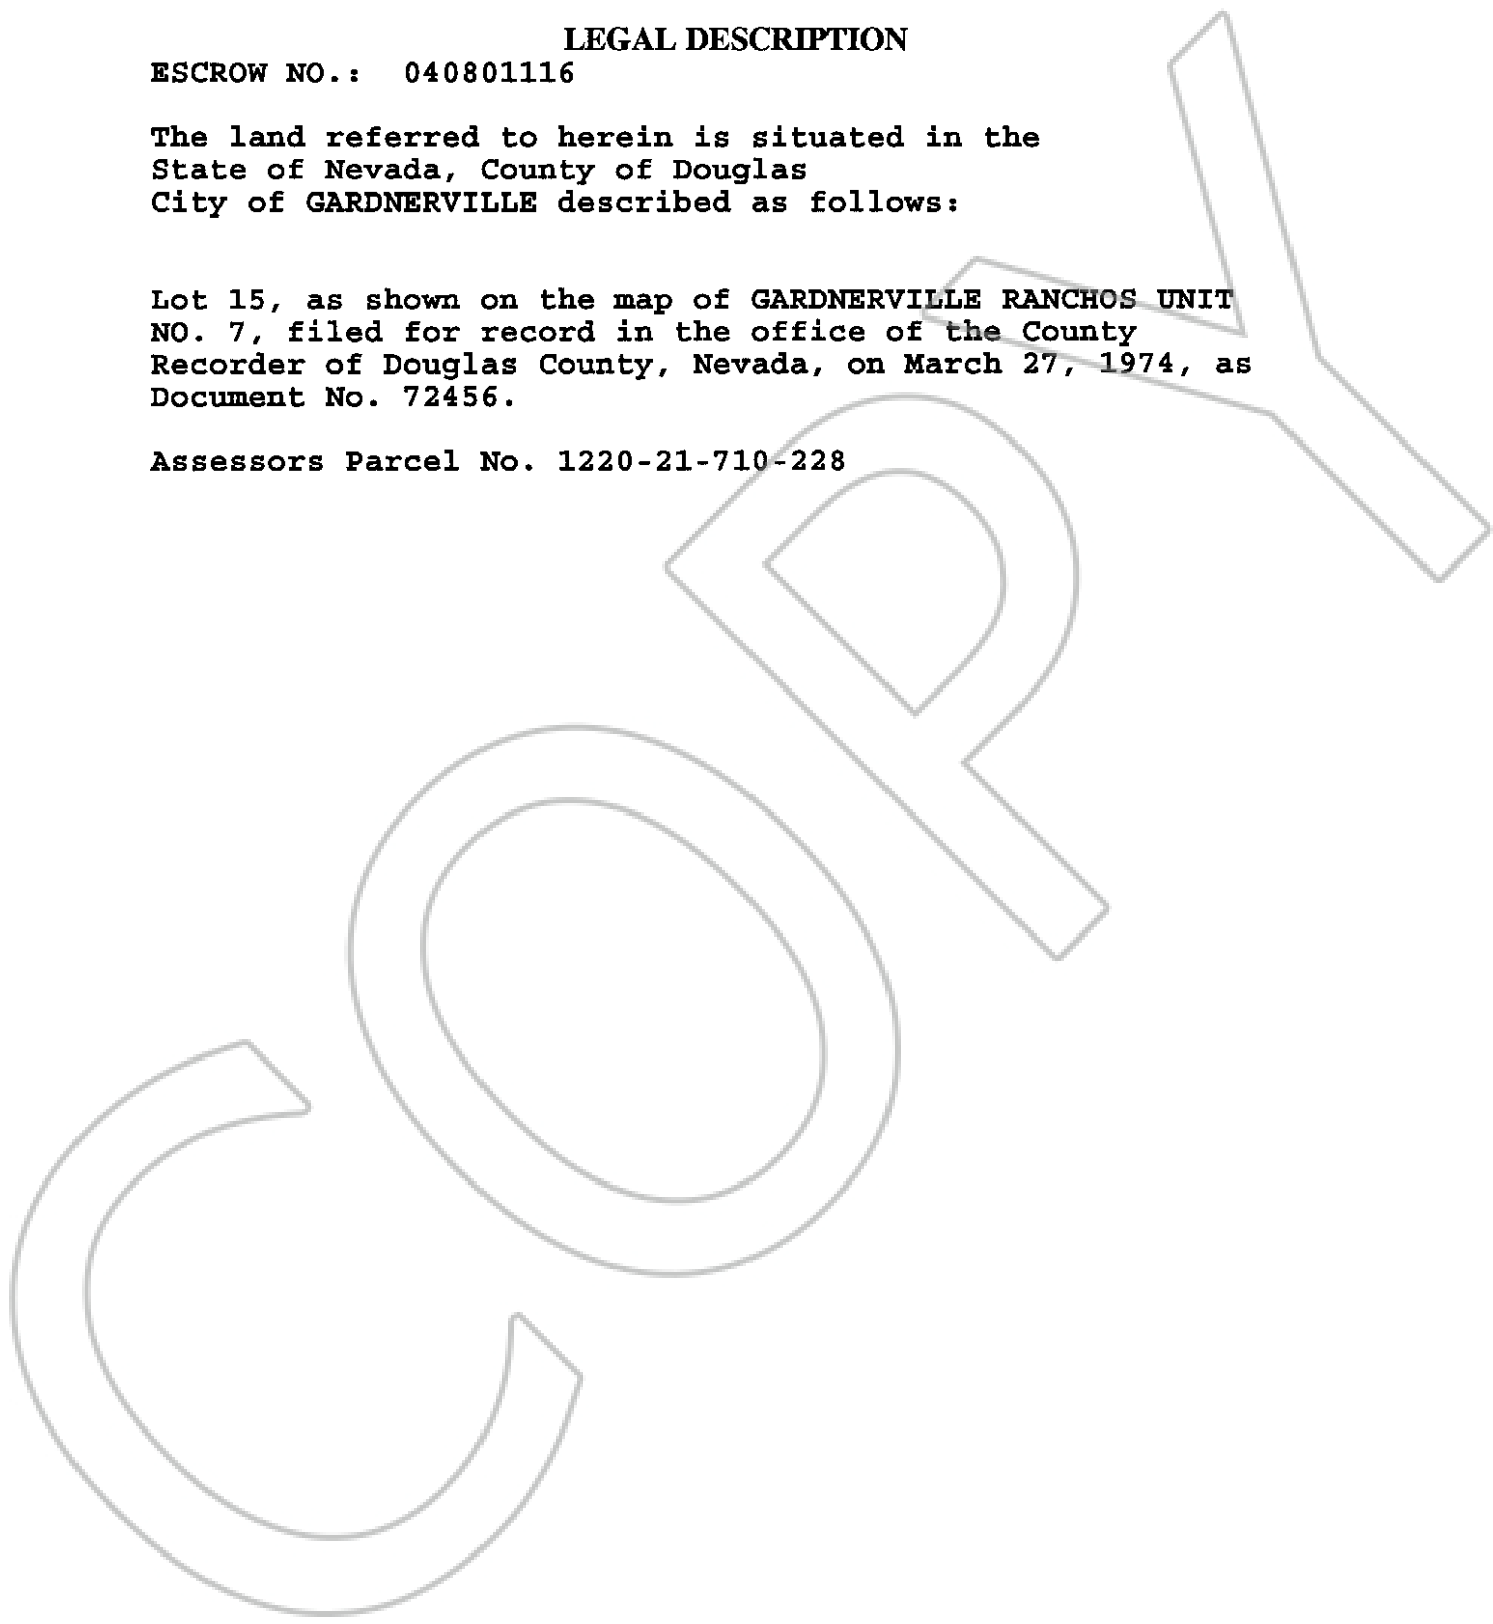 LEGAL DESCRIPTION
ESCROW NO.: 040801116
The land referred to herein is situated in the
State of Nevada, County of Douglas
City of GARDNERVILLE described as follows:
Lot 15, as shown on the map of GARDNERVILLE RANCHOS UNIT
NO. 7, filed for record in the office of the County
Recorder of Douglas County, Nevada, on March 27, 1974, as
Document No. 72456.
Assessors Parcel No. 1220-21-710-228
COPY